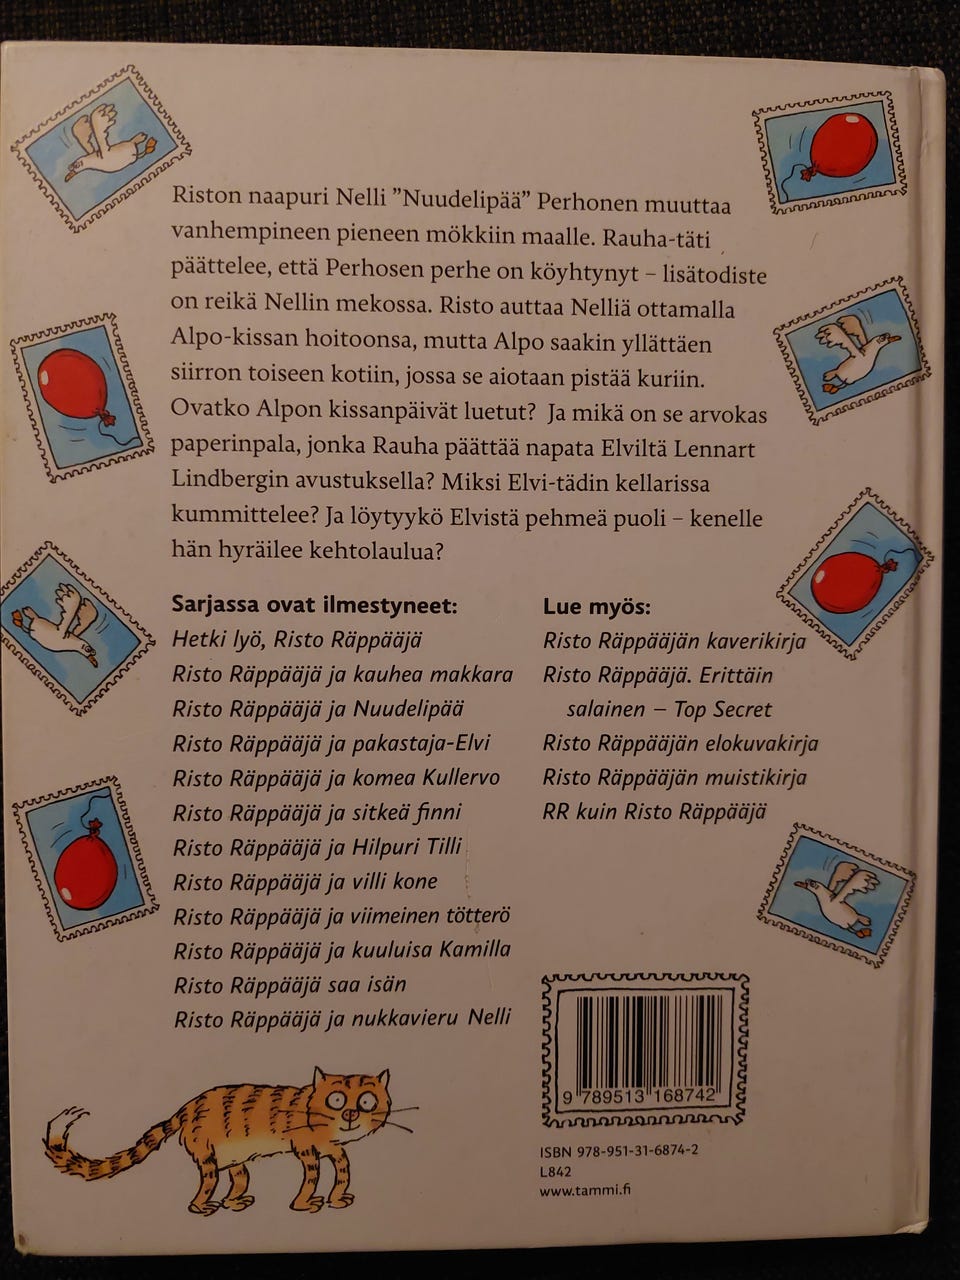 Riston naapuri Nelli ”Nuudelipää” Perhonen muuttaa
vanhempineen pieneen mökkiin maalle. Rauha-täti
päättelee, että Perhosen perhe on köyhtynyt – lisätodiste
on reikä Nellin mekossa. Risto auttaa Nelliä ottamalla
Alpo-kissan hoitoonsa, mutta Alpo saakin yllättäen
siirron toiseen kotiin, jossa se aiotaan pistää kuriin.
Ovatko Alpon kissanpäivät luetut? Ja mikä on se arvokas
paperinpala, jonka Rauha päättää napata Elviltä Lennart
Lindbergin avustuksella? Miksi Elvi-tädin kellarissa
kummittelee? Ja löytyykö Elvistä pehmeä puoli – kenelle
hän hyräilee kehtolaulua?
Sarjassa ovat ilmestyneet:
Hetki lyö, Risto Räppääjä
Risto Räppääjä ja kauhea makkara
Risto Räppääjä ja Nuudelipää
Risto Räppääjä ja pakastaja-Elvi
Risto Räppääjä ja komea Kullervo
Risto Räppääjä ja sitkeä finni
Risto Räppääjä ja Hilpuri Tilli
Risto Räppääjä ja villi kone
Risto Räppääjä ja viimeinen tötterö
Risto Räppääjä ja kuuluisa Kamilla
Risto Räppääjä saa isän
Risto Räppääjä ja nukkavieru Nelli
Lue myös:
Risto Räppääjän kaverikirja
Risto Räppääjä. Erittäin
salainen – Top Secret
Risto Räppääjän elokuvakirja
Risto Räppääjän muistikirja
RR kuin Risto Räppääjä
9 789513 168742
ISBN 978-951-31-6874-2
L842
www.tammi.fi